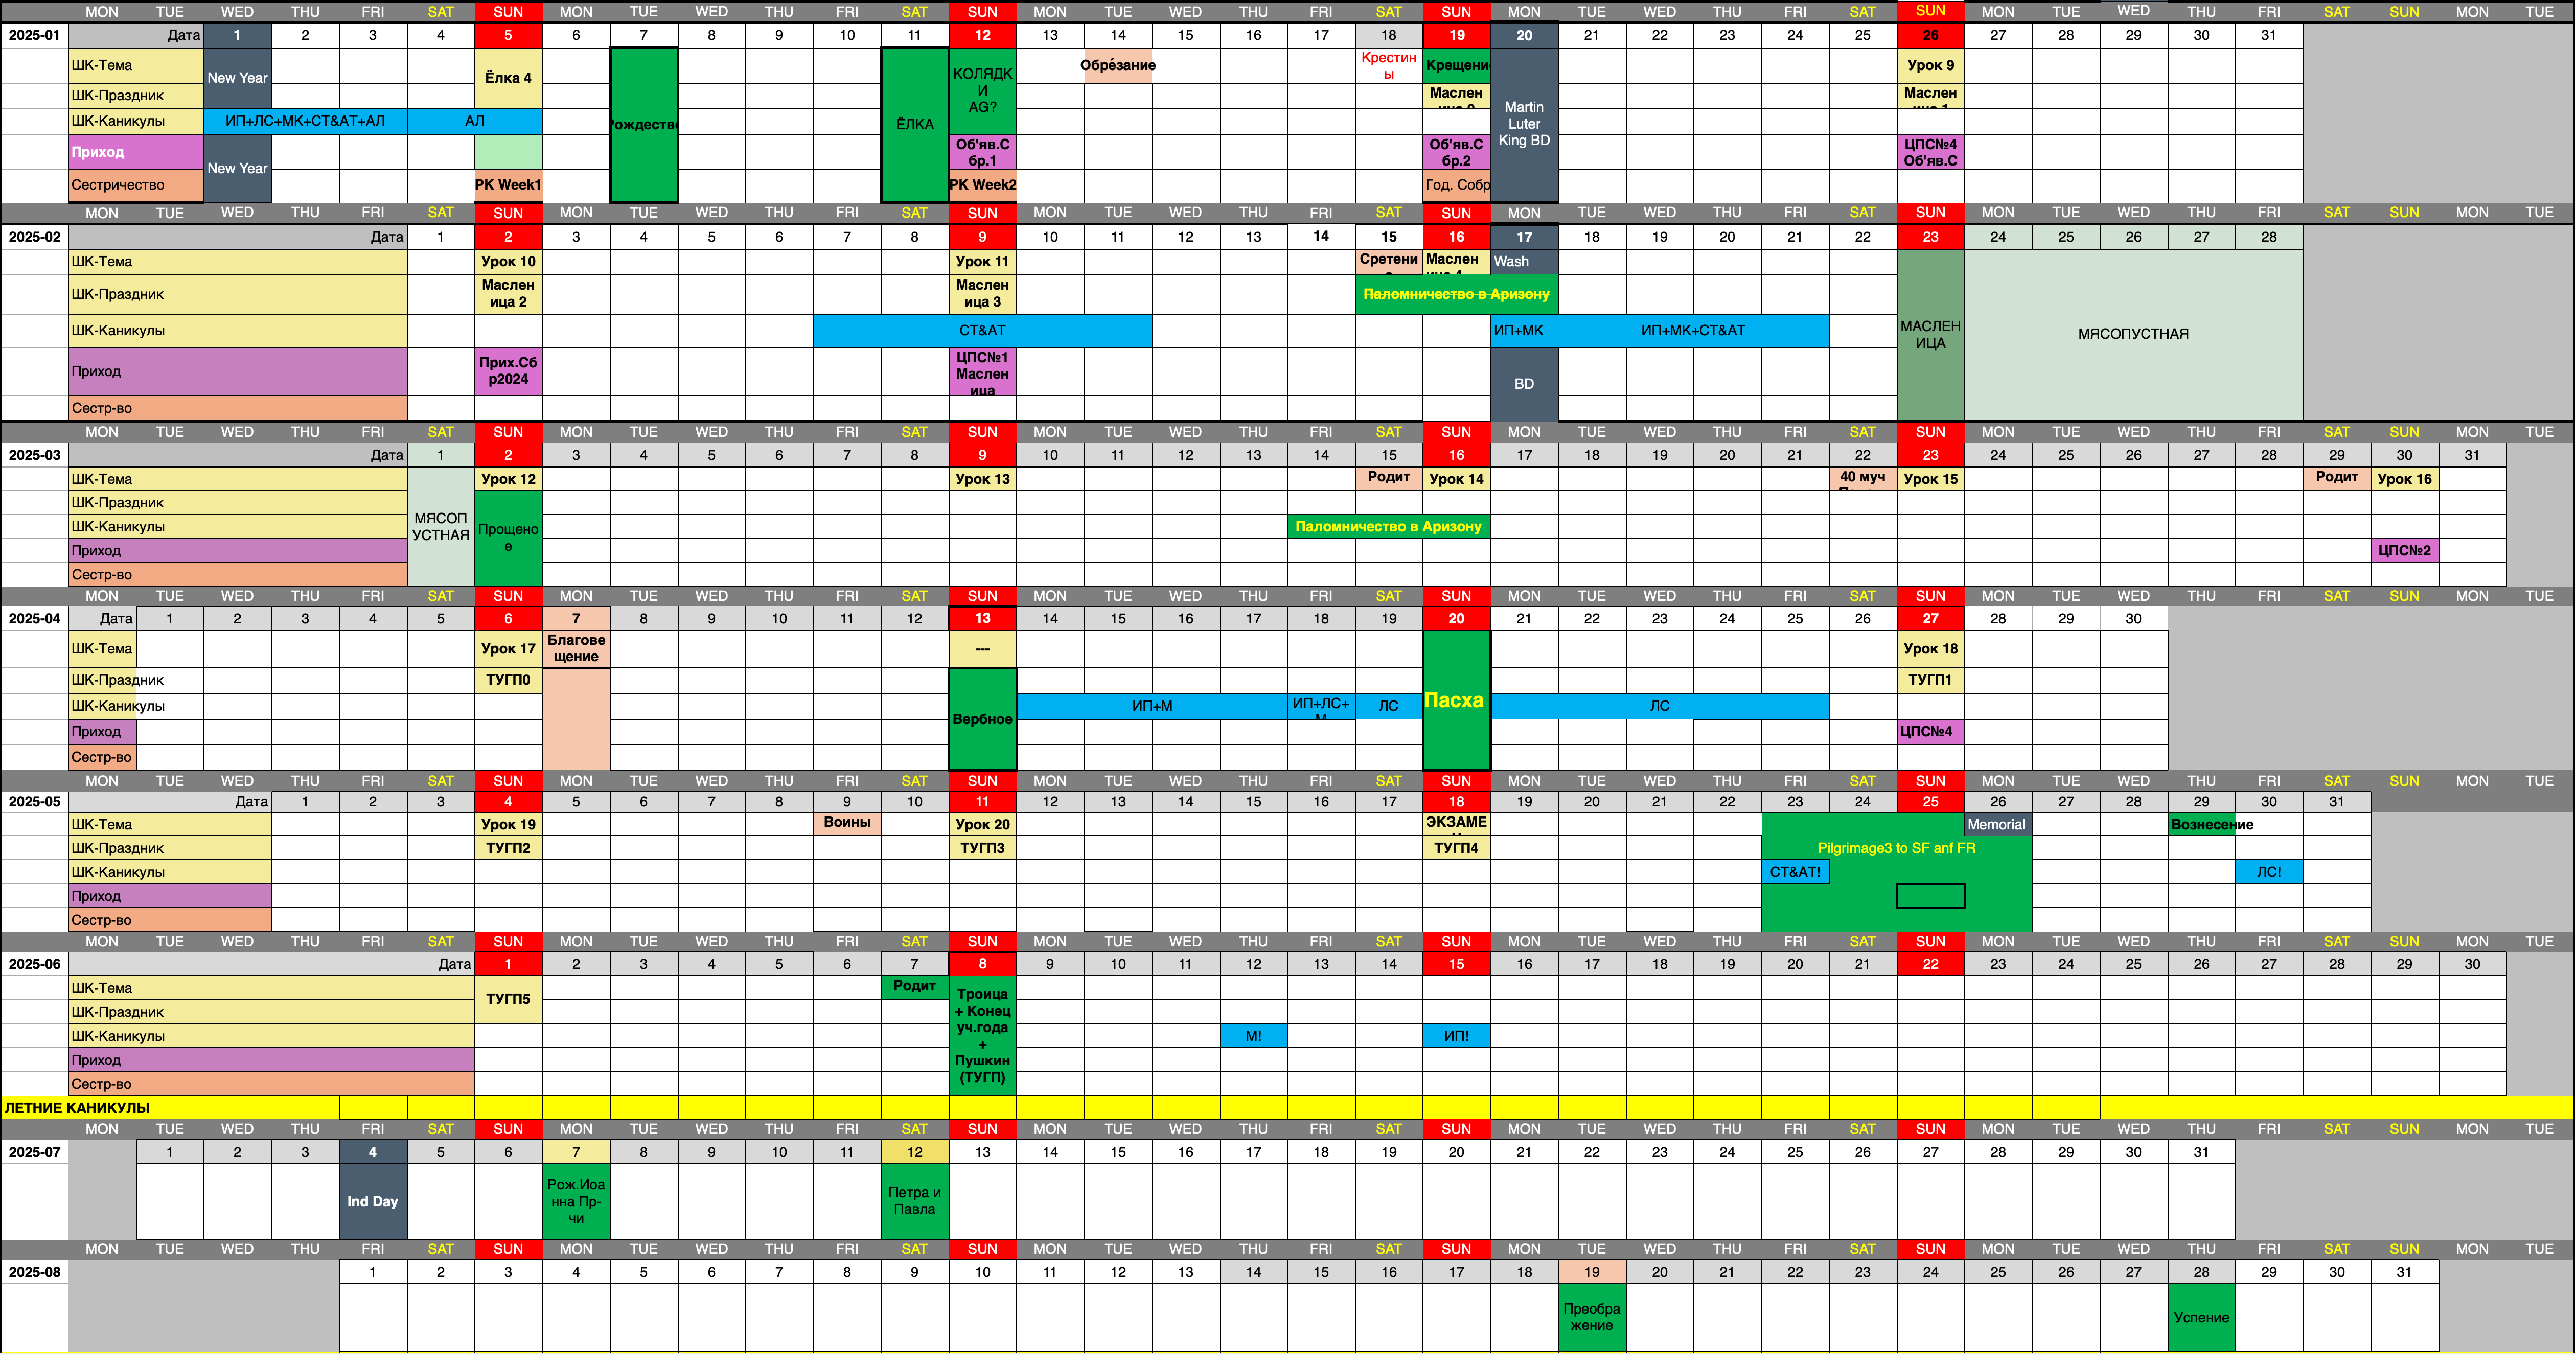 MON TUE WED THU FRI SAT SUN MON TUE WED THU FRI SAT SUN MON TUE WED THU FRI SAT SUN MON TUE WED THU FRI SAT SUN MON TUE WED THU FRI SAT SUN MON TUE
2025-01 Дата 1 2 3 4 5 6 7 8 9 10 11 12 13 14 15 16 17 18 19 20 21 22 23 24 25 26 27 28 29 30 31
ШК-Тема New Year Ёлка 4 Рождество ЁЛКА КОЛЯДК
И
AG? Обре́зание Крестин
ы Крещени Martin
Luter
King BD Урок 9
ШК-Праздник Маслен Маслен
ШК-Каникулы ИП+ЛС+МК+СТ&АТ+АЛ АЛ
Приход New Year Об'яв.С
бр.1 Об'яв.С
бр.2 ЦПС№4
Об'яв.С
Сестричество PK Week1 PK Week2 Год. Собр
MON TUE WED THU FRI SAT SUN MON TUE WED THU FRI SAT SUN MON TUE WED THU FRI SAT SUN MON TUE WED THU FRI SAT SUN MON TUE WED THU FRI SAT SUN MON TUE
2025-02 Дата 1 2 3 4 5 6 7 8 9 10 11 12 13 14 15 16 17 18 19 20 21 22 23 24 25 26 27 28
ШК-Тема Урок 10 Урок 11 Сретени Маслен Wash
ШК-Праздник Маслен
ица 2 Маслен
ица 3 Паломничество в Аризону
ШК-Каникулы СТ&АТ ИП+МК ИП+МК+СТ&АТ МАСЛЕН
ИЦА МЯСОПУСТНАЯ
Приход Прих.Сб
р2024 ЦПС№1
Маслен
ица BD
Сестр-во
MON TUE WED THU FRI SAT SUN MON TUE WED THU FRI SAT SUN MON TUE WED THU FRI SAT SUN MON TUE WED THU FRI SAT SUN MON TUE WED THU FRI SAT SUN MON TUE
2025-03 Дата 1 2 3 4 5 6 7 8 9 10 11 12 13 14 15 16 17 18 19 20 21 22 23 24 25 26 27 28 29 30 31
ШК-Тема Урок 12 Урок 13 Родит Урок 14 40 муч Урок 15 Родит Урок 16
ШК-Праздник
ШК-Каникулы МЯСОП
УСТНАЯ Прощено
е Паломничество в Аризону
Приход ЦПС№2
Сестр-во
MON TUE WED THU FRI SAT SUN MON TUE WED THU FRI SAT SUN MON TUE WED THU FRI SAT SUN MON TUE WED THU FRI SAT SUN MON TUE WED THU FRI SAT SUN MON TUE
2025-04 Дата 1 2 3 4 5 6 7 8 9 10 11 12 13 14 15 16 17 18 19 20 21 22 23 24 25 26 27 28 29 30
ШК-Тема Урок 17 Благове
щение --- Урок 18
ШК-Праздник ТУГП0 ТУГП1
ШК-Каникулы Вербное ИП+М ИП+ЛС+ ЛС Пасха ЛС
Приход ЦПС№4
Сестр-во
MON TUE WED THU FRI SAT SUN MON TUE WED THU FRI SAT SUN MON TUE WED THU FRI SAT SUN MON TUE WED THU FRI SAT SUN MON TUE WED THU FRI SAT SUN MON TUE
2025-05 Дата 1 2 3 4 5 6 7 8 9 10 11 12 13 14 15 16 17 18 19 20 21 22 23 24 25 26 27 28 29 30 31
ШК-Тема Урок 19 Воины Урок 20 ЭКЗАМЕ Memorial Вознесение
ШК-Праздник ТУГП2 ТУГП3 ТУГП4 Pilgrimage3 to SF anf FR
ШК-Каникулы СТ&АТ! ЛС!
Приход
Сестр-во
MON TUE WED THU FRI SAT SUN MON TUE WED THU FRI SAT SUN MON TUE WED THU FRI SAT SUN MON TUE WED THU FRI SAT SUN MON TUE WED THU FRI SAT SUN MON TUE
2025-06 Дата 1 2 3 4 5 6 7 8 9 10 11 12 13 14 15 16 17 18 19 20 21 22 23 24 25 26 27 28 29 30
ШК-Тема ТУГП5 Родит Троица
+ Конец
уч.года
+
Пушкин
(ТУГП)
ШК-Праздник
ШК-Каникулы М! ИП!
Приход
Сестр-во
ЛЕТНИЕ КАНИКУЛЫ
MON TUE WED THU FRI SAT SUN MON TUE WED THU FRI SAT SUN MON TUE WED THU FRI SAT SUN MON TUE WED THU FRI SAT SUN MON TUE WED THU FRI SAT SUN MON TUE
2025-07 1 2 3 4 5 6 7 8 9 10 11 12 13 14 15 16 17 18 19 20 21 22 23 24 25 26 27 28 29 30 31
Ind Day Рож.Иоа
нна Пр-
чи Петра и
Павла
MON TUE WED THU FRI SAT SUN MON TUE WED THU FRI SAT SUN MON TUE WED THU FRI SAT SUN MON TUE WED THU FRI SAT SUN MON TUE WED THU FRI SAT SUN MON TUE
2025-08 1 2 3 4 5 6 7 8 9 10 11 12 13 14 15 16 17 18 19 20 21 22 23 24 25 26 27 28 29 30 31
Преобра
жение Успение